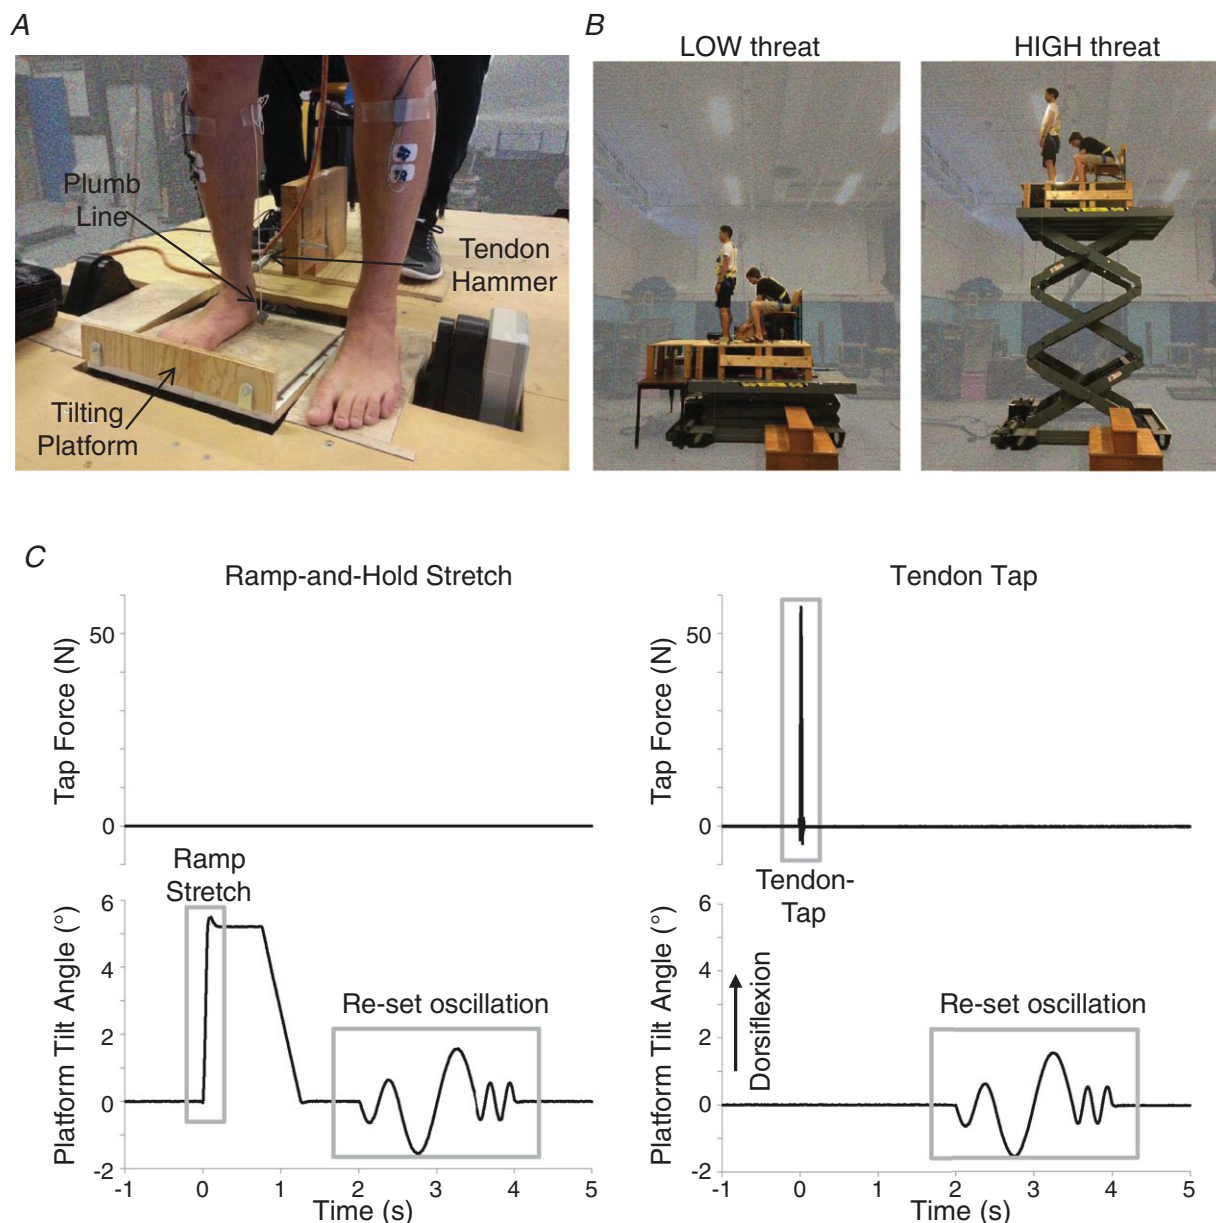 A
B
LOW threat
HIGH threat
Plumb
Line
Tendon
Hammer
Tilting
Platform
C
Ramp-and-Hold Stretch
Tendon Tap
Tap Force (N)
50
0
Tap Force (N)
50
0
Ramp
Stretch
Tendon-
Tap
Platform Tilt Angle (°)
6
4
2
0
-2
Re-set oscillation
Platform Tilt Angle (°)
6
4
2
0
-2
Dorsiflexion
Re-set oscillation
-1 0 1 2 3 4 5
Time (s)
-1 0 1 2 3 4 5
Time (s)